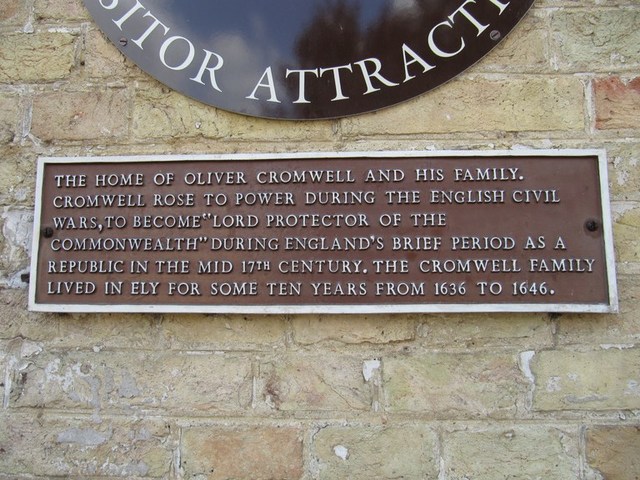 VISITOR ATTRACT
THE HOME OF OLIVER CROMWELL AND HIS FAMILY.
CROMWELL ROSE TO POWER DURING THE ENGLISH CIVIL
WARS, TO BECOME "LORD PROTECTOR OF THE
COMMONWEALTH" DURING ENGLAND'S BRIEF PERIOD AS A
REPUBLIC IN THE MID 17TH CENTURY. THE CROMWELL FAMILY
LIVED IN ELY FOR SOME TEN YEARS FROM 1636 TO 1646.